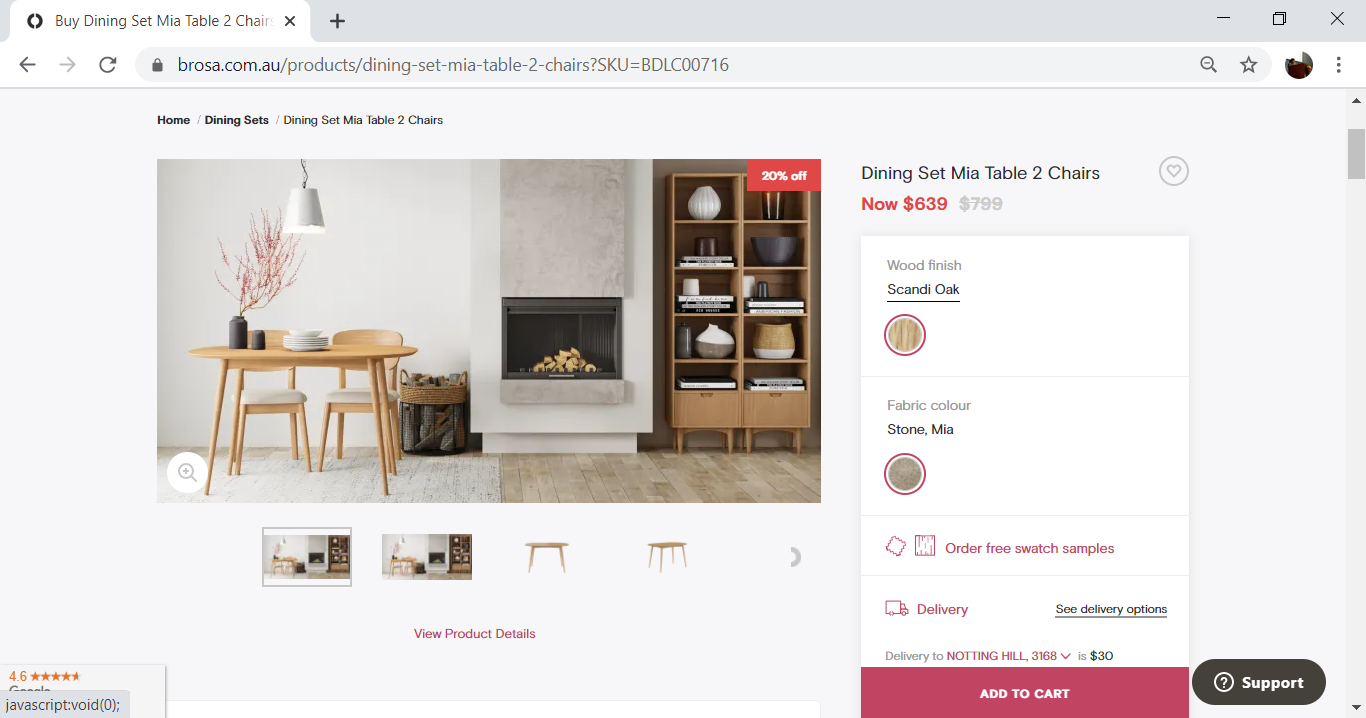 Buy Dining Set Mia Table 2 Chairs
brosa.com.au/products/dining-set-mia-table-2-chairs?SKU=BDLC00716
Home / Dining Sets / Dining Set Mia Table 2 Chairs
20% off
Dining Set Mia Table 2 Chairs
Now $639 $799
Wood finish
Scandi Oak
Fabric colour
Stone, Mia
Order free swatch samples
Delivery See delivery options
Delivery to NOTTING HILL, 3168 is $30
ADD TO CART
View Product Details
4.6
Google
javascript:void(0);
Support